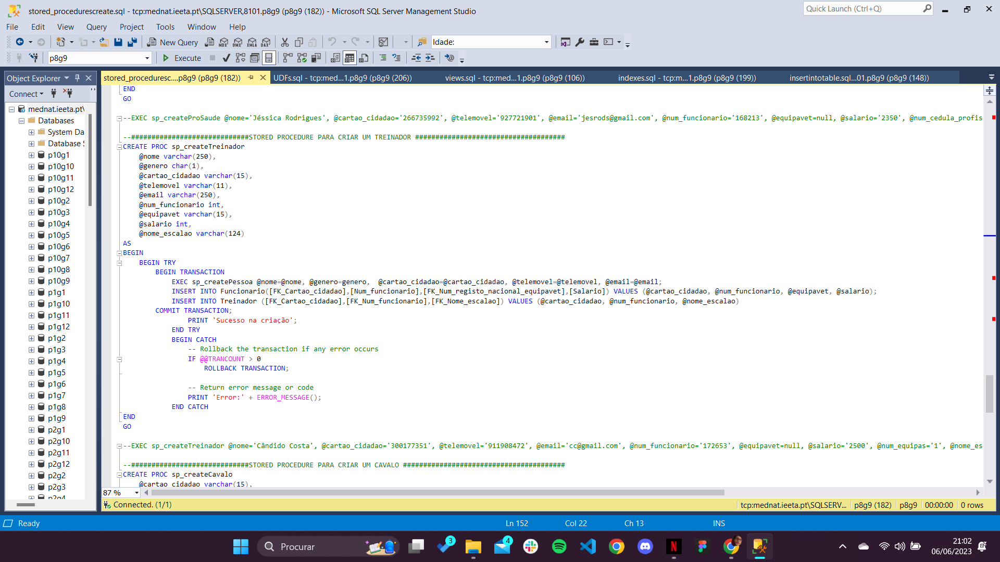 stored_procedurescreate.sql - tcp:mednat.ieeta.pt\SQLSERVER,8101.p8g9 (p8g9 (182)) - Microsoft SQL Server Management Studio
Quick Launch (Ctrl+Q)
File Edit View Query Project Tools Window Help
New Query MDX DMX XMLA DAX Idade:
p8g9 Execute
Object Explorer
stored_proceduresc....p8g9 (p8g9 (182)) UDFs.sql - tcp:med...1.p8g9 (p8g9 (206)) views.sql - tcp:med...1.p8g9 (p8g9 (106)) indexes.sql - tcp:m...1.p8g9 (p8g9 (199)) insertintotable.sql...01.p8g9 (p8g9 (148))
Connect
mednat.ieeta.pt\
Databases
System Da
Database S
p10g1
p10g10
p10g11
p10g12
p10g2
p10g3
p10g4
p10g5
p10g6
p10g7
p10g8
p10g9
p1g1
p1g10
p1g11
p1g12
p1g2
p1g3
p1g4
p1g5
p1g6
p1g7
p1g8
p1g9
p2g1
p2g10
p2g11
p2g12
p2g2
p2g3
p2g4
END
GO
--EXEC sp_createProSaude @nome='Jéssica Rodrigues', @cartao_cidadao='266735992', @telemovel='927721901', @email='jesrods@gmail.com', @num_funcionario='168213', @equipavet=null, @salario='2350', @num_cedula_profis
--#############################STORED PROCEDURE PARA CRIAR UM TREINADOR #####################################
CREATE PROC sp_createTreinador
@nome varchar(250),
@genero char(1),
@cartao_cidadao varchar(15),
@telemovel varchar(11),
@email varchar(250),
@num_funcionario int,
@equipavet varchar(15),
@salario int,
@nome_escalao varchar(124)
AS
BEGIN
BEGIN TRY
BEGIN TRANSACTION
EXEC sp_createPessoa @nome=@nome, @genero=genero,  @cartao_cidadao=@cartao_cidadao, @telemovel=@telemovel, @email=@email;
INSERT INTO Funcionario([FK_Cartao_cidadao],[Num_funcionario],[FK_Num_registo_nacional_equipavet],[Salario]) VALUES (@cartao_cidadao, @num_funcionario, @equipavet, @salario);
INSERT INTO Treinador ([FK_Cartao_cidadao],[FK_Num_funcionario],[FK_Nome_escalao]) VALUES (@cartao_cidadao, @num_funcionario, @nome_escalao)
COMMIT TRANSACTION;
PRINT 'Sucesso na criação';
END TRY
BEGIN CATCH
-- Rollback the transaction if any error occurs
IF @@TRANCOUNT > 0
ROLLBACK TRANSACTION;
-- Return error message or code
PRINT 'Error:' + ERROR_MESSAGE();
END CATCH
END
GO
--EXEC sp_createTreinador @nome='Cândido Costa', @cartao_cidadao='300177351', @telemovel='911908472', @email='cc@gmail.com', @num_funcionario='172653', @equipavet=null, @salario='2500', @num_equipas='1', @nome_es
--#############################STORED PROCEDURE PARA CRIAR UM CAVALO ########################################
CREATE PROC sp_createCavalo
@cartao_cidadao varchar(15),
87 %
Connected. (1/1) tcp:mednat.ieeta.pt\SQLSERV... p8g9 (182) p8g9 00:00:00 0 rows
Ready Ln 152 Col 22 Ch 13 INS
Procurar 3 4 N
21:02
06/06/2023